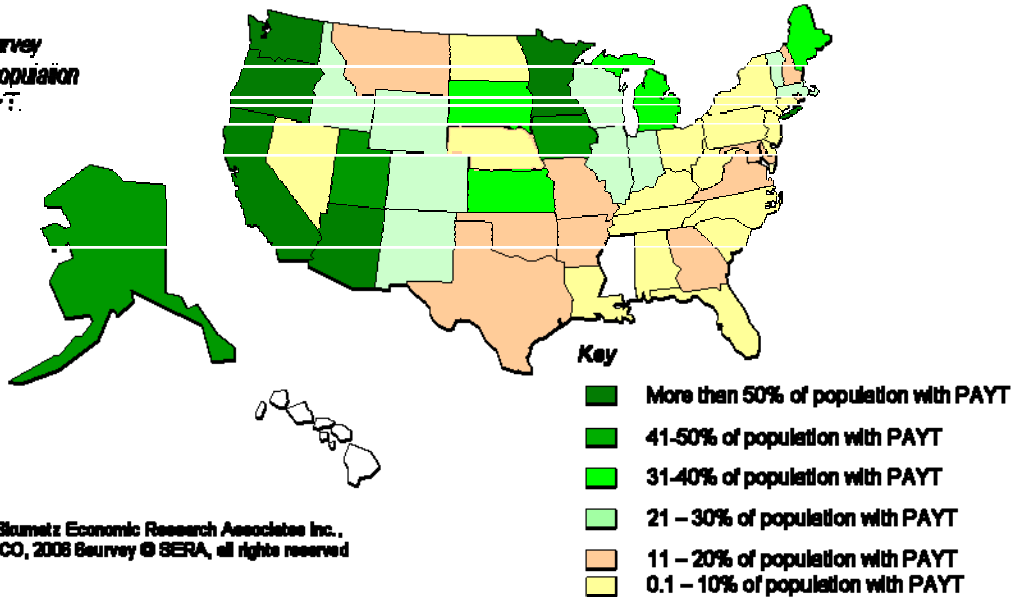 rvey
opulation
Key
More than 50% of population with PAYT
41-50% of population with PAYT
31-40% of population with PAYT
21 – 30% of population with PAYT
11 – 20% of population with PAYT
0.1 – 10% of population with PAYT
Skumatz Economic Research Associates Inc.,
CO, 2006 Seurvey © SERA, all rights reserved